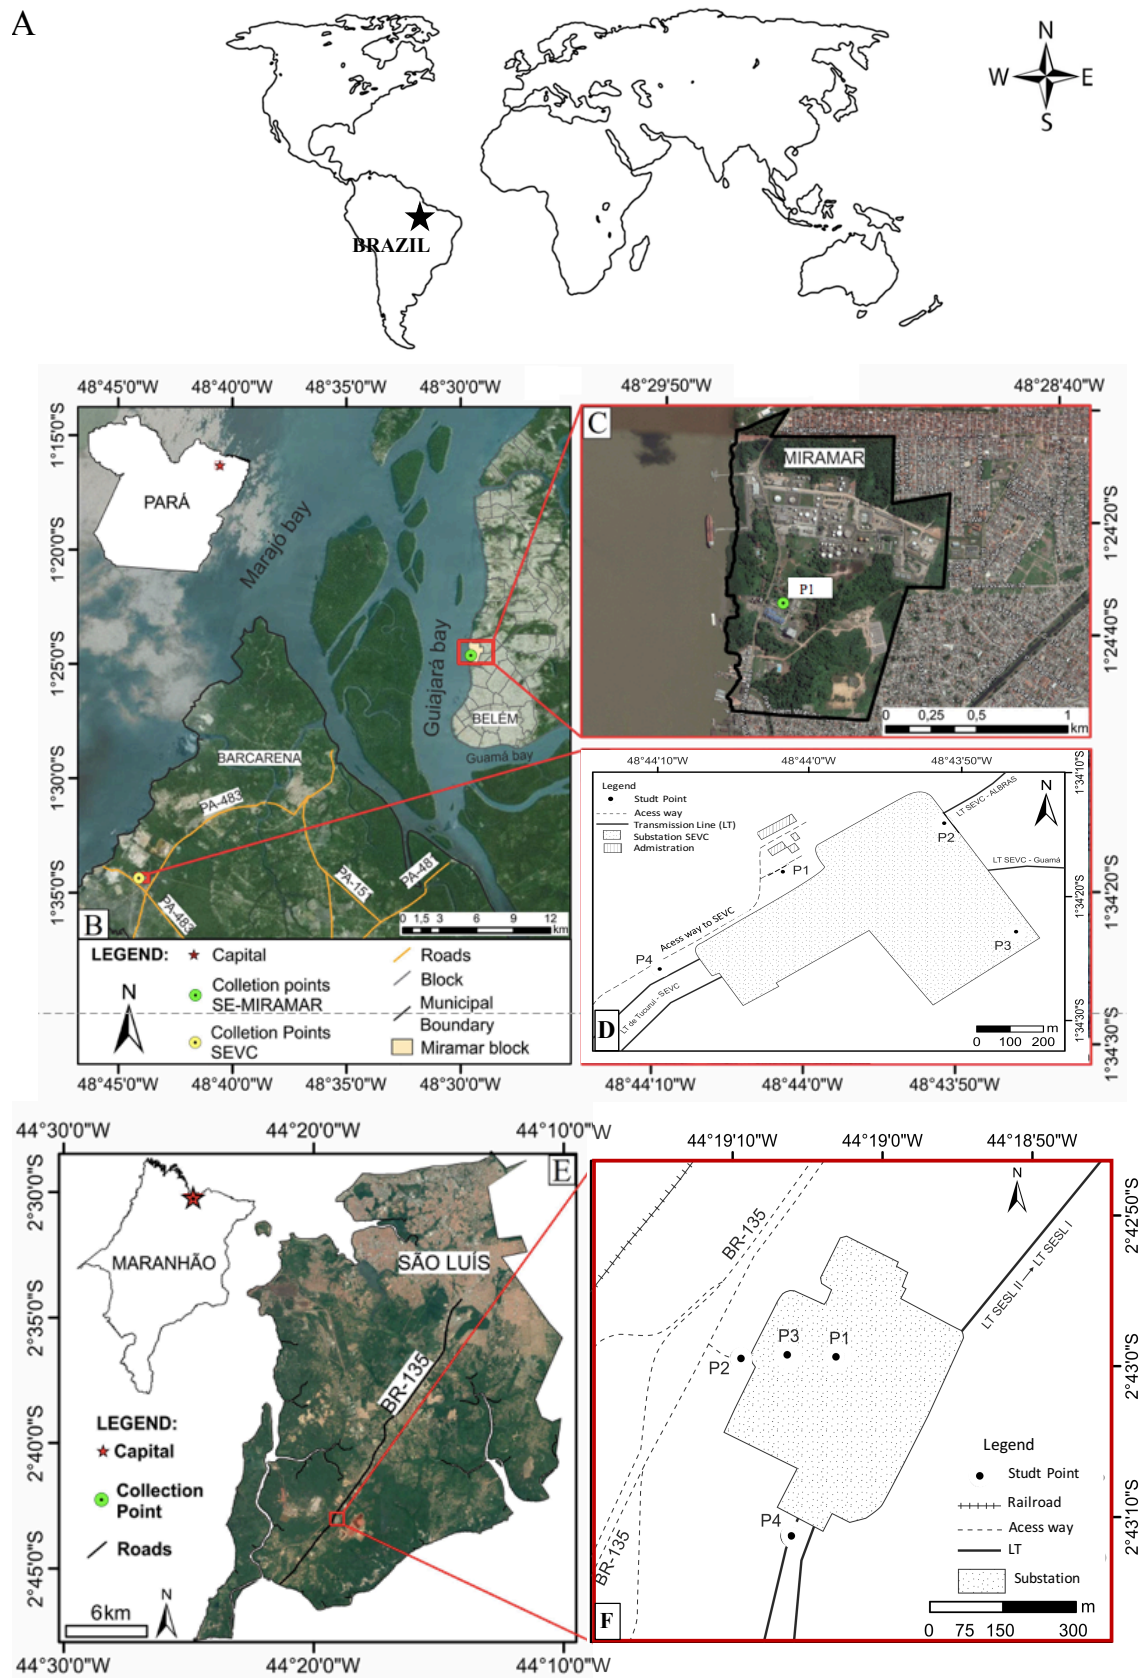 A
N
W E
S
BRAZIL
48°45'0"W 48°40'0"W 48°35'0"W 48°30'0"W
1°15'0"S
1°20'0"S
1°25'0"S
1°30'0"S
1°35'0"S
PARÁ
Marajó bay
Guiajará bay
BELÉM
Guamá bay
BARCARENA
PA-483
PA-15
PA-48
PA-483
B
0 1,5 3 6 9 12
km
LEGEND:
Capital
Colletion points
SE-MIRAMAR
Colletion Points
SEVC
Roads
Block
Municipal
Boundary
Miramar block
N
48°45'0"W 48°40'0"W 48°35'0"W 48°30'0"W
48°29'50"W 48°28'40"W
C
MIRAMAR
P1
1°24'20"S
1°24'40"S
0 0,25 0,5 1
km
48°44'10"W 48°44'0"W 48°43'50"W
Legend
Studt Point
Acess way
Transmission Line (LT)
Substation SEVC
Admistration
N
LT SEVC - ALBRAS
P2
LT SEVC - Guamá
P1
P3
Acess way to SEVC
P4
LT de Tucuruí - SEVC
D
0 100 200 m
1°34'10"S
1°34'20"S
1°34'30"S
1°34'10"S
1°34'20"S
1°34'30"S
48°44'10"W 48°44'0"W 48°43'50"W
44°30'0"W 44°20'0"W 44°10'0"W
E
2°30'0"S
2°35'0"S
2°40'0"S
2°45'0"S
MARANHÃO
SÃO LUÍS
BR-135
LEGEND:
Capital
Collection
Point
Roads
6km
N
44°30'0"W 44°20'0"W 44°10'0"W
44°19'10"W 44°19'0"W 44°18'50"W
N
BR-135
LT SESL II → LT SESL I
P3 P1
P2
P4
BR-135
Legend
Studt Point
Railroad
Acess way
LT
Substation
m
0 75 150 300
F
2°42'50"S
2°43'0"S
2°43'10"S